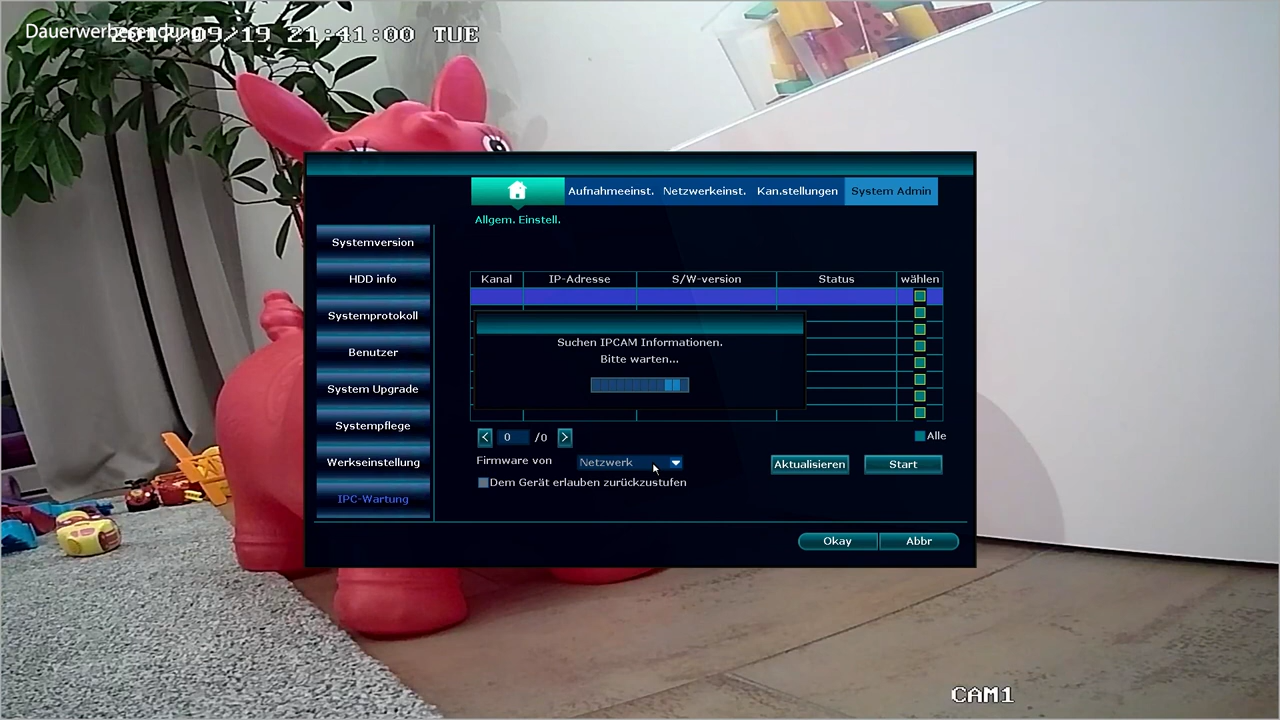 Dauerwerbesendung
2017/09/19 21:41:00 TUE
Aufnahmeeinst. Netzwerkeinst. Kan.stellungen System Admin
Allgem. Einstell.
Systemversion
HDD info
Systemprotokoll
Benutzer
System Upgrade
Systempflege
Werkseinstellung
IPC-Wartung
Kanal IP-Adresse S/W-version Status wählen
Suchen IPCAM Informationen.
Bitte warten...
< 0 /0 > Alle
Firmware von Netzwerk Aktualisieren Start
Dem Gerät erlauben zurückzustufen
Okay Abbr
CAM1